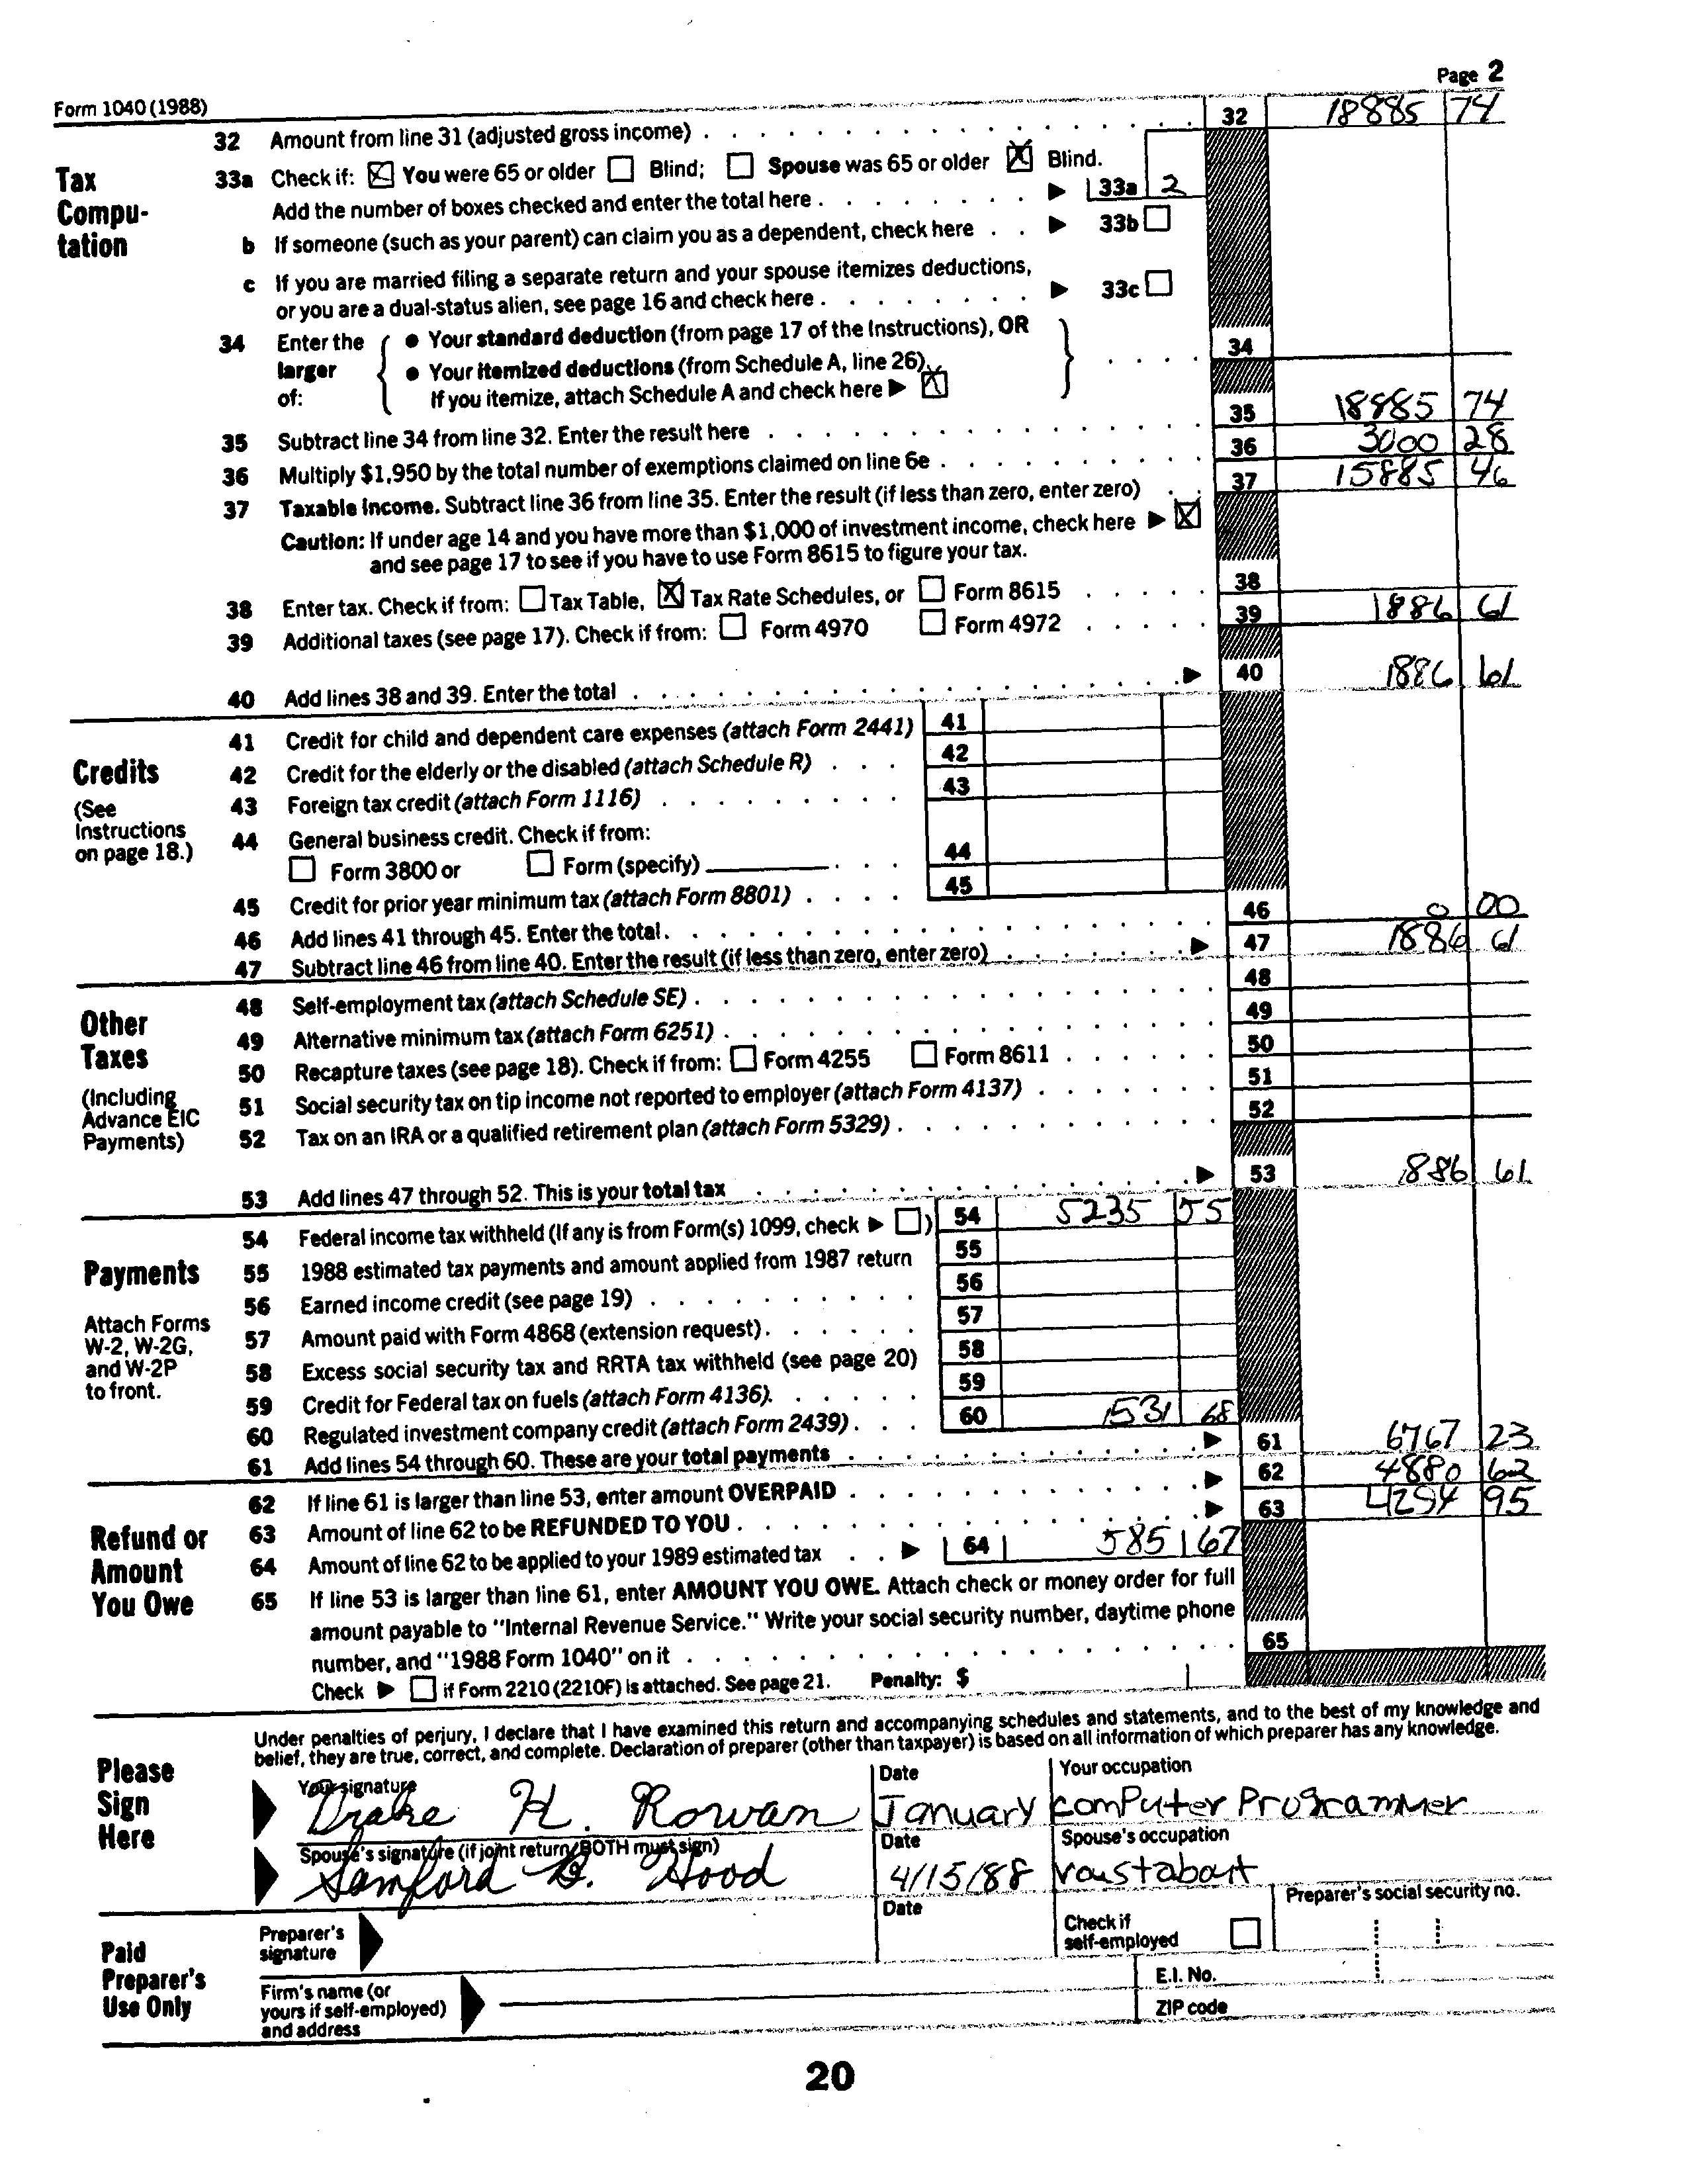 Page 2
Form 1040 (1988)
32 Amount from line 31 (adjusted gross income) 32 18885 74
Tax Compu- tation
33a Check if: [X] You were 65 or older [ ] Blind; [ ] Spouse was 65 or older [X] Blind.
Add the number of boxes checked and enter the total here ▶ 33a 2
b If someone (such as your parent) can claim you as a dependent, check here ▶ 33b [ ]
c If you are married filing a separate return and your spouse itemizes deductions,
or you are a dual-status alien, see page 16 and check here ▶ 33c [ ]
34 Enter the larger of:
● Your standard deduction (from page 17 of the Instructions), OR
● Your itemized deductions (from Schedule A, line 26).
If you itemize, attach Schedule A and check here ▶ [X]
34
35 Subtract line 34 from line 32. Enter the result here 35 18885 74
36 Multiply $1,950 by the total number of exemptions claimed on line 6e 36 3000 28
37 Taxable income. Subtract line 36 from line 35. Enter the result (if less than zero, enter zero) 37 15885 46
Caution: If under age 14 and you have more than $1,000 of investment income, check here ▶ [X]
and see page 17 to see if you have to use Form 8615 to figure your tax.
38 Enter tax. Check if from: [ ] Tax Table, [X] Tax Rate Schedules, or [ ] Form 8615 38
39 Additional taxes (see page 17). Check if from: [ ] Form 4970 [ ] Form 4972 39 1886 61
40 Add lines 38 and 39. Enter the total ▶ 40 1886 61
Credits
(See Instructions on page 18.)
41 Credit for child and dependent care expenses (attach Form 2441) 41
42 Credit for the elderly or the disabled (attach Schedule R) 42
43 Foreign tax credit (attach Form 1116) 43
44 General business credit. Check if from:
[ ] Form 3800 or [ ] Form (specify) 44
45 Credit for prior year minimum tax (attach Form 8801) 45
46 Add lines 41 through 45. Enter the total 46 0 00
47 Subtract line 46 from line 40. Enter the result (if less than zero, enter zero) ▶ 47 1886 61
Other Taxes
(Including Advance EIC Payments)
48 Self-employment tax (attach Schedule SE) 48
49 Alternative minimum tax (attach Form 6251) 49
50 Recapture taxes (see page 18). Check if from: [ ] Form 4255 [ ] Form 8611 50
51 Social security tax on tip income not reported to employer (attach Form 4137) 51
52 Tax on an IRA or a qualified retirement plan (attach Form 5329) 52
53 Add lines 47 through 52. This is your total tax ▶ 53 1886 61
Payments
Attach Forms W-2, W-2G, and W-2P to front.
54 Federal income tax withheld (If any is from Form(s) 1099, check ▶ [ ]) 54 5235 55
55 1988 estimated tax payments and amount applied from 1987 return 55
56 Earned income credit (see page 19) 56
57 Amount paid with Form 4868 (extension request) 57
58 Excess social security tax and RRTA tax withheld (see page 20) 58
59 Credit for Federal tax on fuels (attach Form 4136) 59
60 Regulated investment company credit (attach Form 2439) 60 1531 68
61 Add lines 54 through 60. These are your total payments ▶ 61 6767 23
Refund or Amount You Owe
62 If line 61 is larger than line 53, enter amount OVERPAID ▶ 62 4880 62
63 Amount of line 62 to be REFUNDED TO YOU ▶ 63 4294 95
64 Amount of line 62 to be applied to your 1989 estimated tax ▶ 64 585 67
65 If line 53 is larger than line 61, enter AMOUNT YOU OWE. Attach check or money order for full
amount payable to "Internal Revenue Service." Write your social security number, daytime phone
number, and "1988 Form 1040" on it 65
Check ▶ [ ] if Form 2210 (2210F) is attached. See page 21. Penalty: $
Please Sign Here
Under penalties of perjury, I declare that I have examined this return and accompanying schedules and statements, and to the best of my knowledge and
belief, they are true, correct, and complete. Declaration of preparer (other than taxpayer) is based on all information of which preparer has any knowledge.
Your signature Date Your occupation
Drake H. Rowan January computer Programmer
Spouse's signature (if joint return, BOTH must sign) Date Spouse's occupation
Samford B. Hood 4/15/88 roustabout
Paid Preparer's Use Only
Preparer's signature Date Check if self-employed [ ] Preparer's social security no.
Firm's name (or yours if self-employed) and address
E.I. No.
ZIP code
20